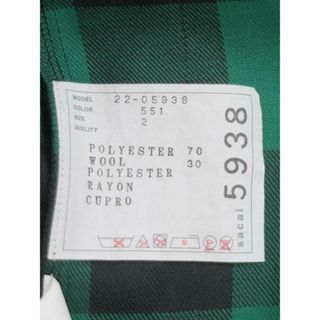 MODEL 22-05938
COLOR 551
SIZE 2
QUALITY
POLYESTER 70
WOOL 30
POLYESTER
RAYON
CUPRO
sacai 5938